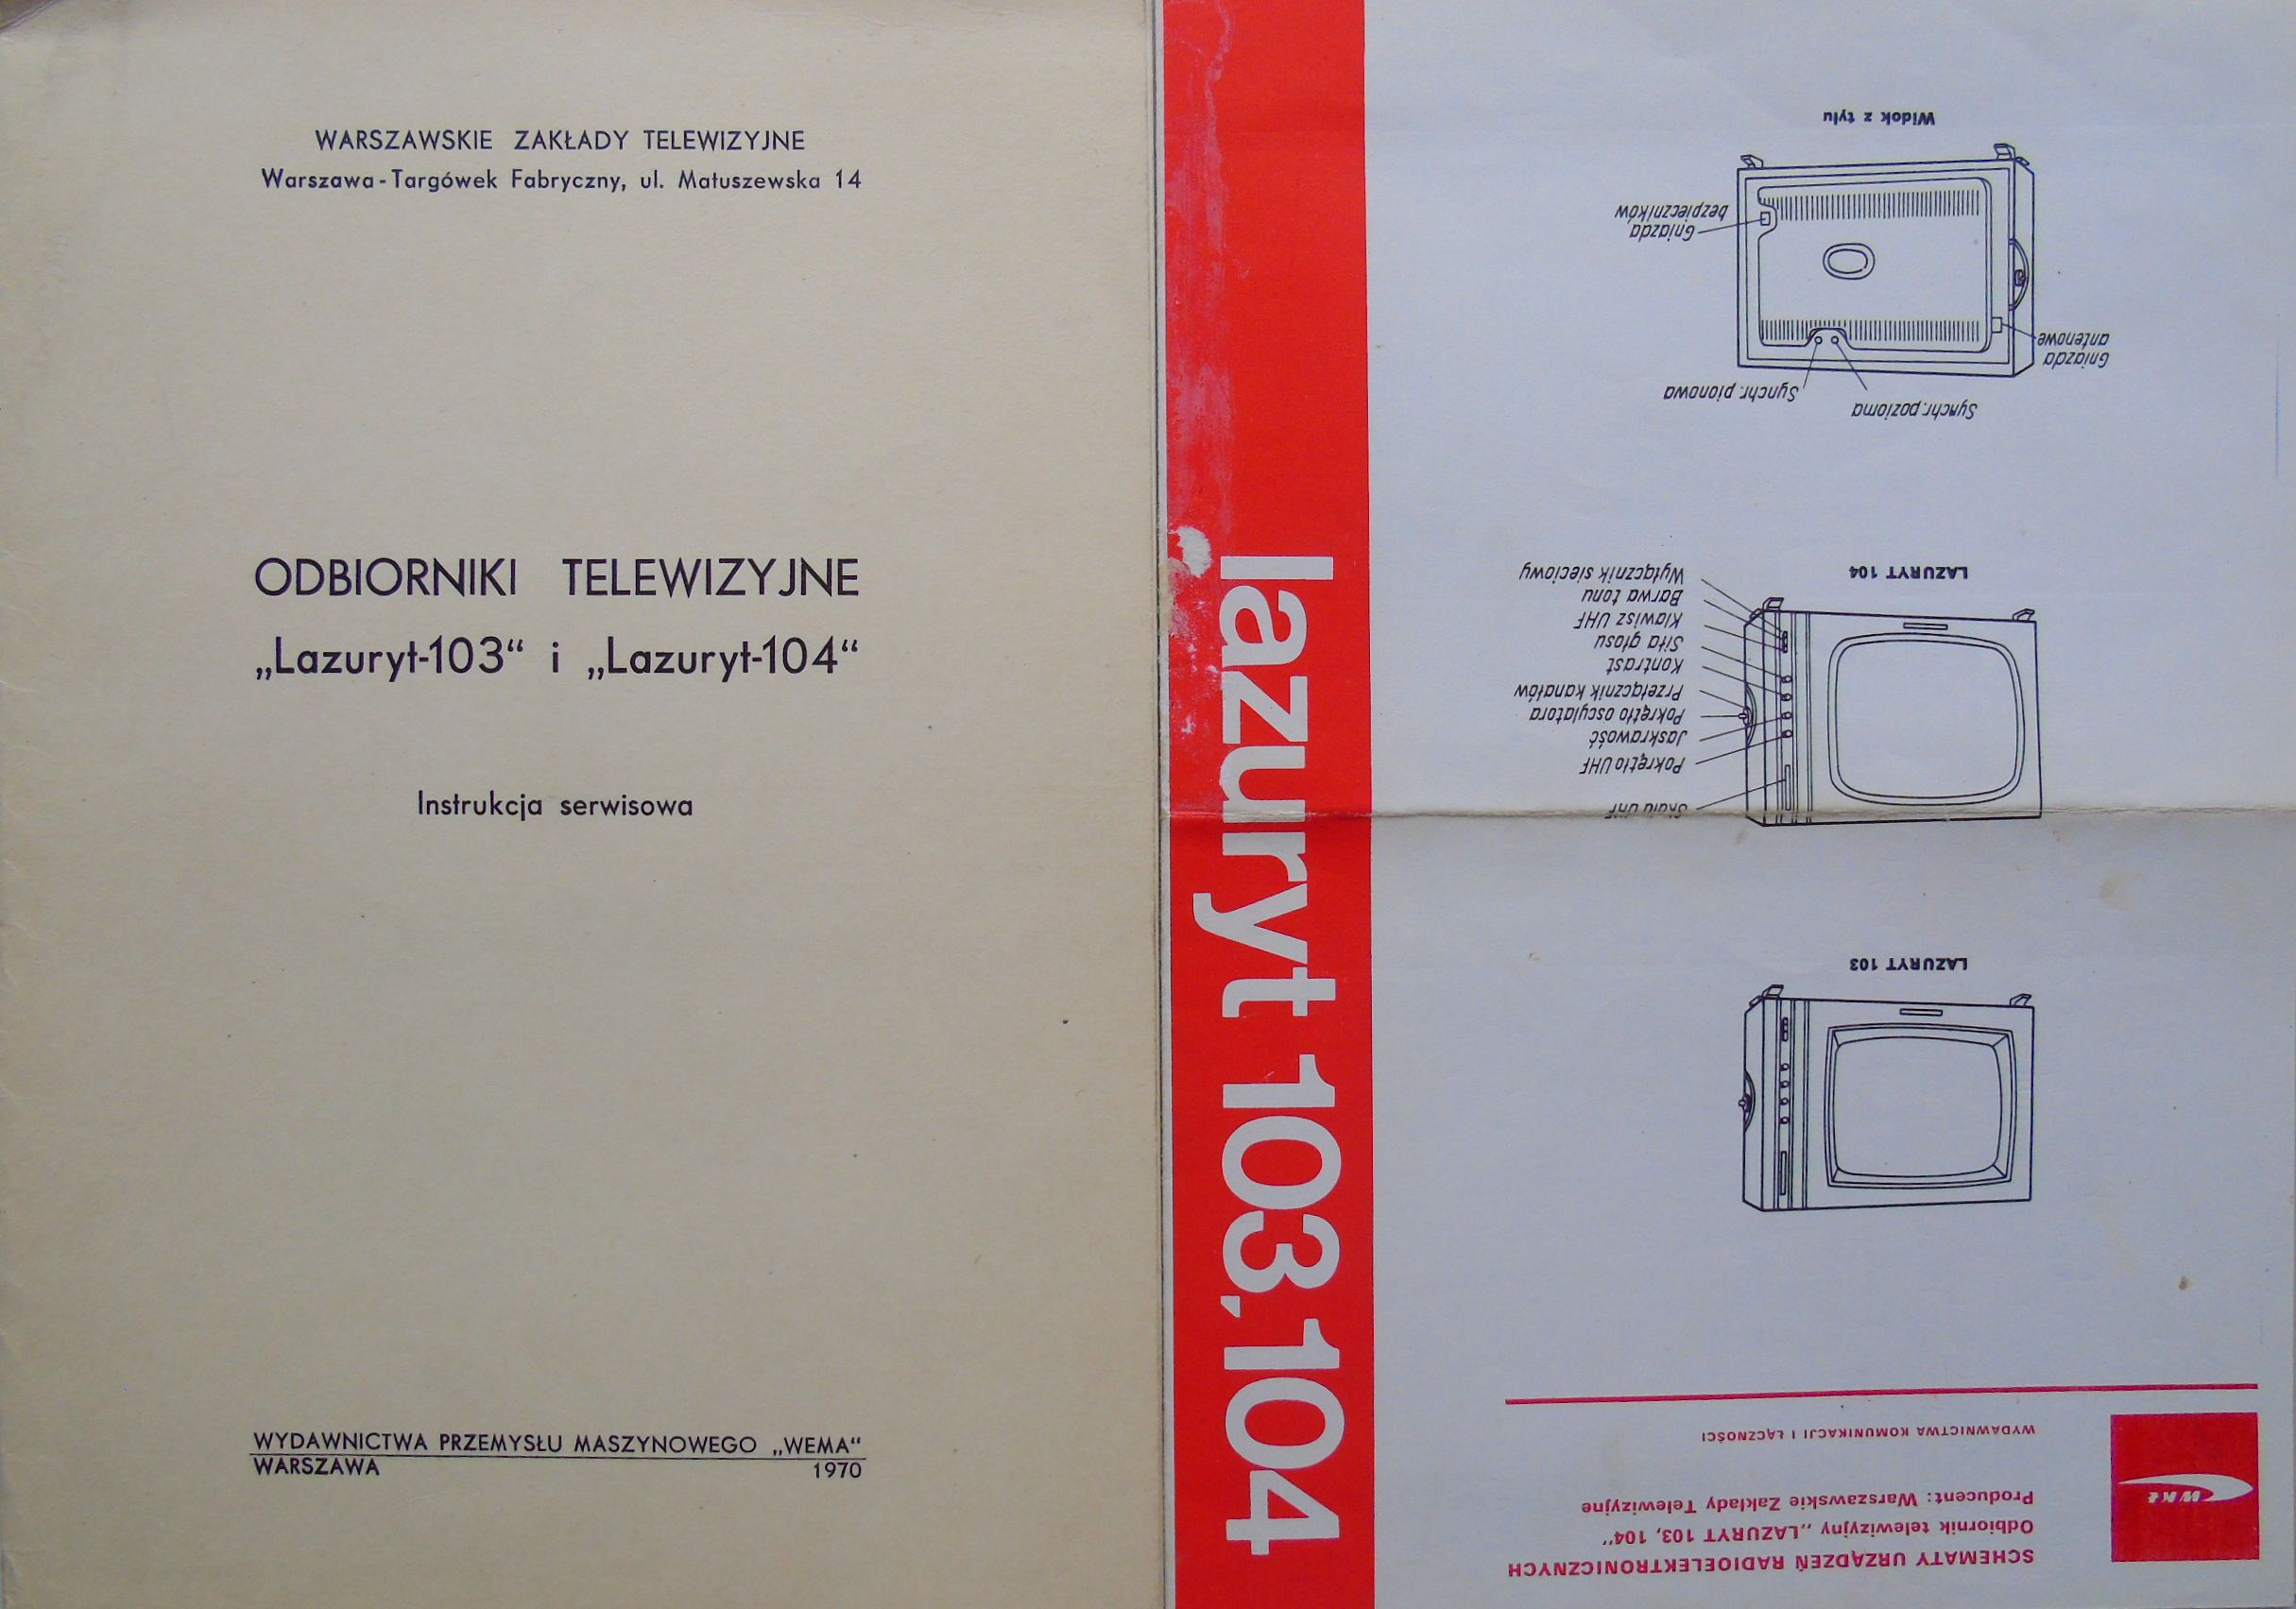 WARSZAWSKIE ZAKŁADY TELEWIZYJNE
Warszawa-Targówek Fabryczny, ul. Matuszewska 14
ODBIORNIKI TELEWIZYJNE
„Lazuryt-103“ i „Lazuryt-104“
Instrukcja serwisowa
WYDAWNICTWA PRZEMYSŁU MASZYNOWEGO „WEMA“
WARSZAWA 1970
lazuryt 103,104
SCHEMATY URZĄDZEŃ RADIOELEKTRONICZNYCH
Odbiornik telewizyjny „LAZURYT 103, 104”
Producent: Warszawskie Zakłady Telewizyjne
WYDAWNICTWA KOMUNIKACJI I ŁĄCZNOŚCI
WKŁ
LAZURYT 103
Skala UHF
Pokrętło UHF
Jaskrawość
Pokrętło oscylatora
Przełącznik kanałów
Kontrast
Siła głosu
Klawisz UHF
Barwa tonu
Wyłącznik sieciowy
LAZURYT 104
Synchr. pozioma
Synchr. pionowa
Gniazda
antenowe
Gniazda
bezpieczników
Widok z tyłu